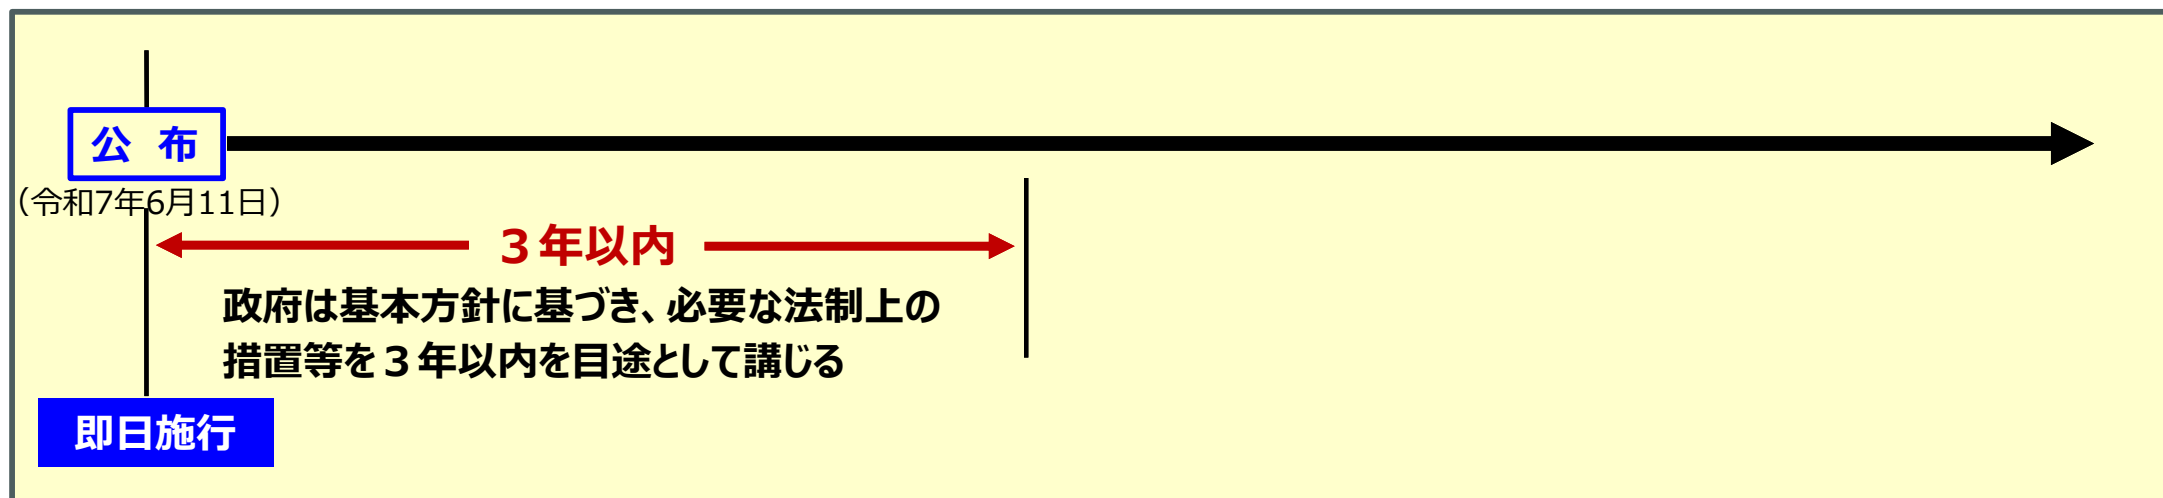 公 布
（令和7年6月11日）
３年以内
政府は基本方針に基づき、必要な法制上の
措置等を３年以内を目途として講じる
即日施行